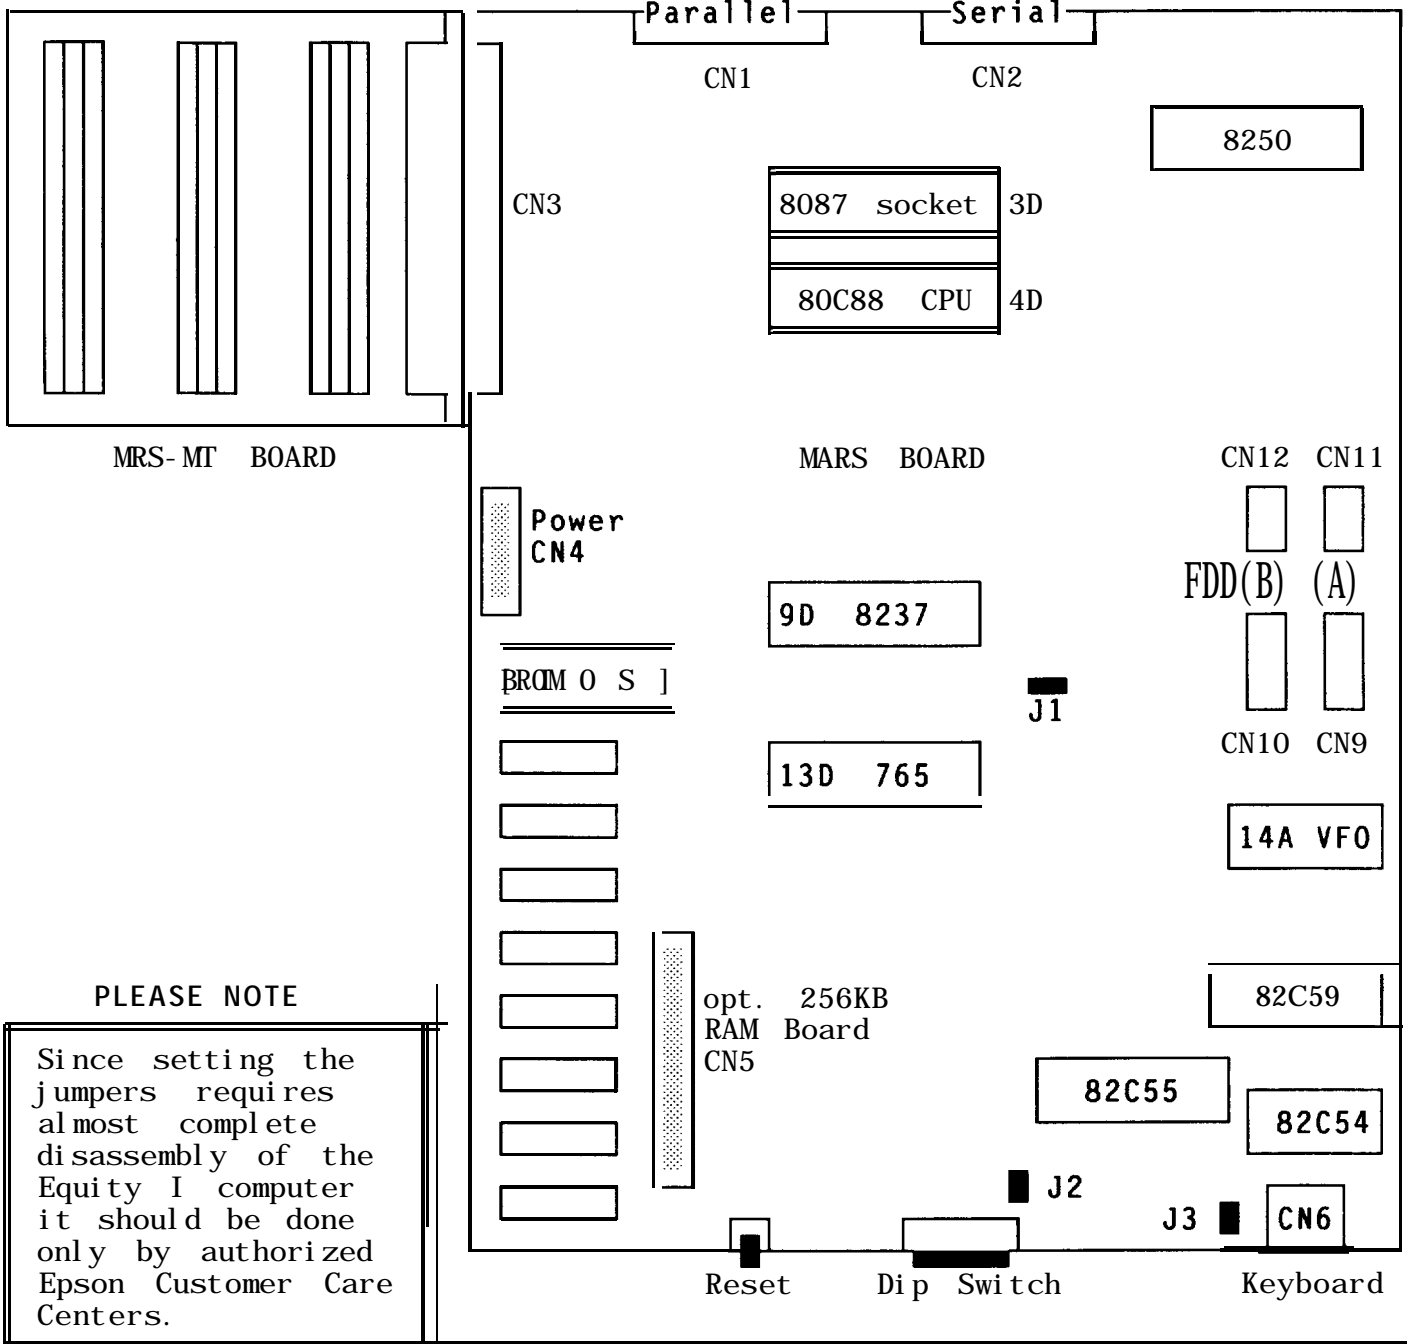 Parallel
Serial
CN1
CN2
8250
CN3
8087 socket 3D
80C88 CPU 4D
MRS-MT BOARD
MARS BOARD
CN12 CN11
Power
CN4
FDD(B) (A)
9D 8237
J1
CN10 CN9
13D 765
14A VFO
PLEASE NOTE
opt. 256KB
RAM Board
CN5
82C59
Since setting the
jumpers requires
almost complete
disassembly of the
Equity I computer
it should be done
only by authorized
Epson Customer Care
Centers.
82C55
82C54
J2
J3
CN6
Reset
Dip Switch
Keyboard